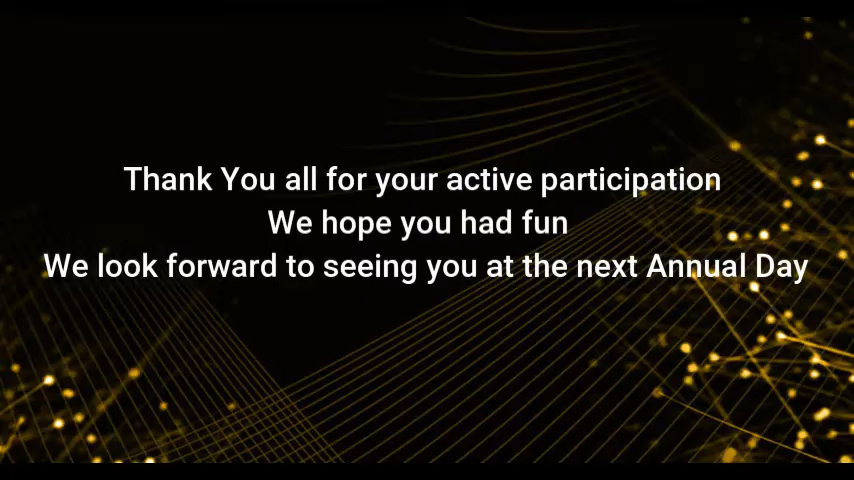 Thank You all for your active participation
We hope you had fun
We look forward to seeing you at the next Annual Day